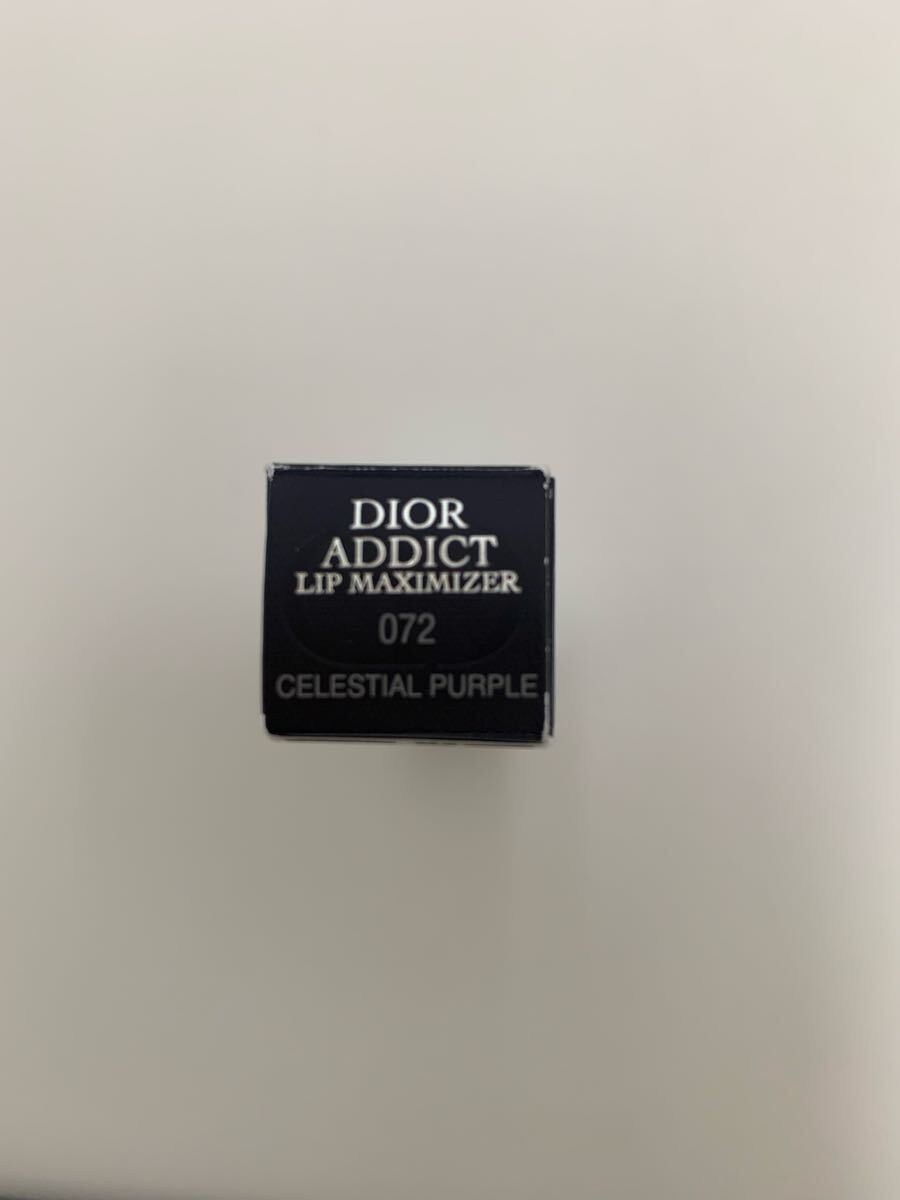 DIOR
ADDICT
LIP MAXIMIZER
072
CELESTIAL PURPLE